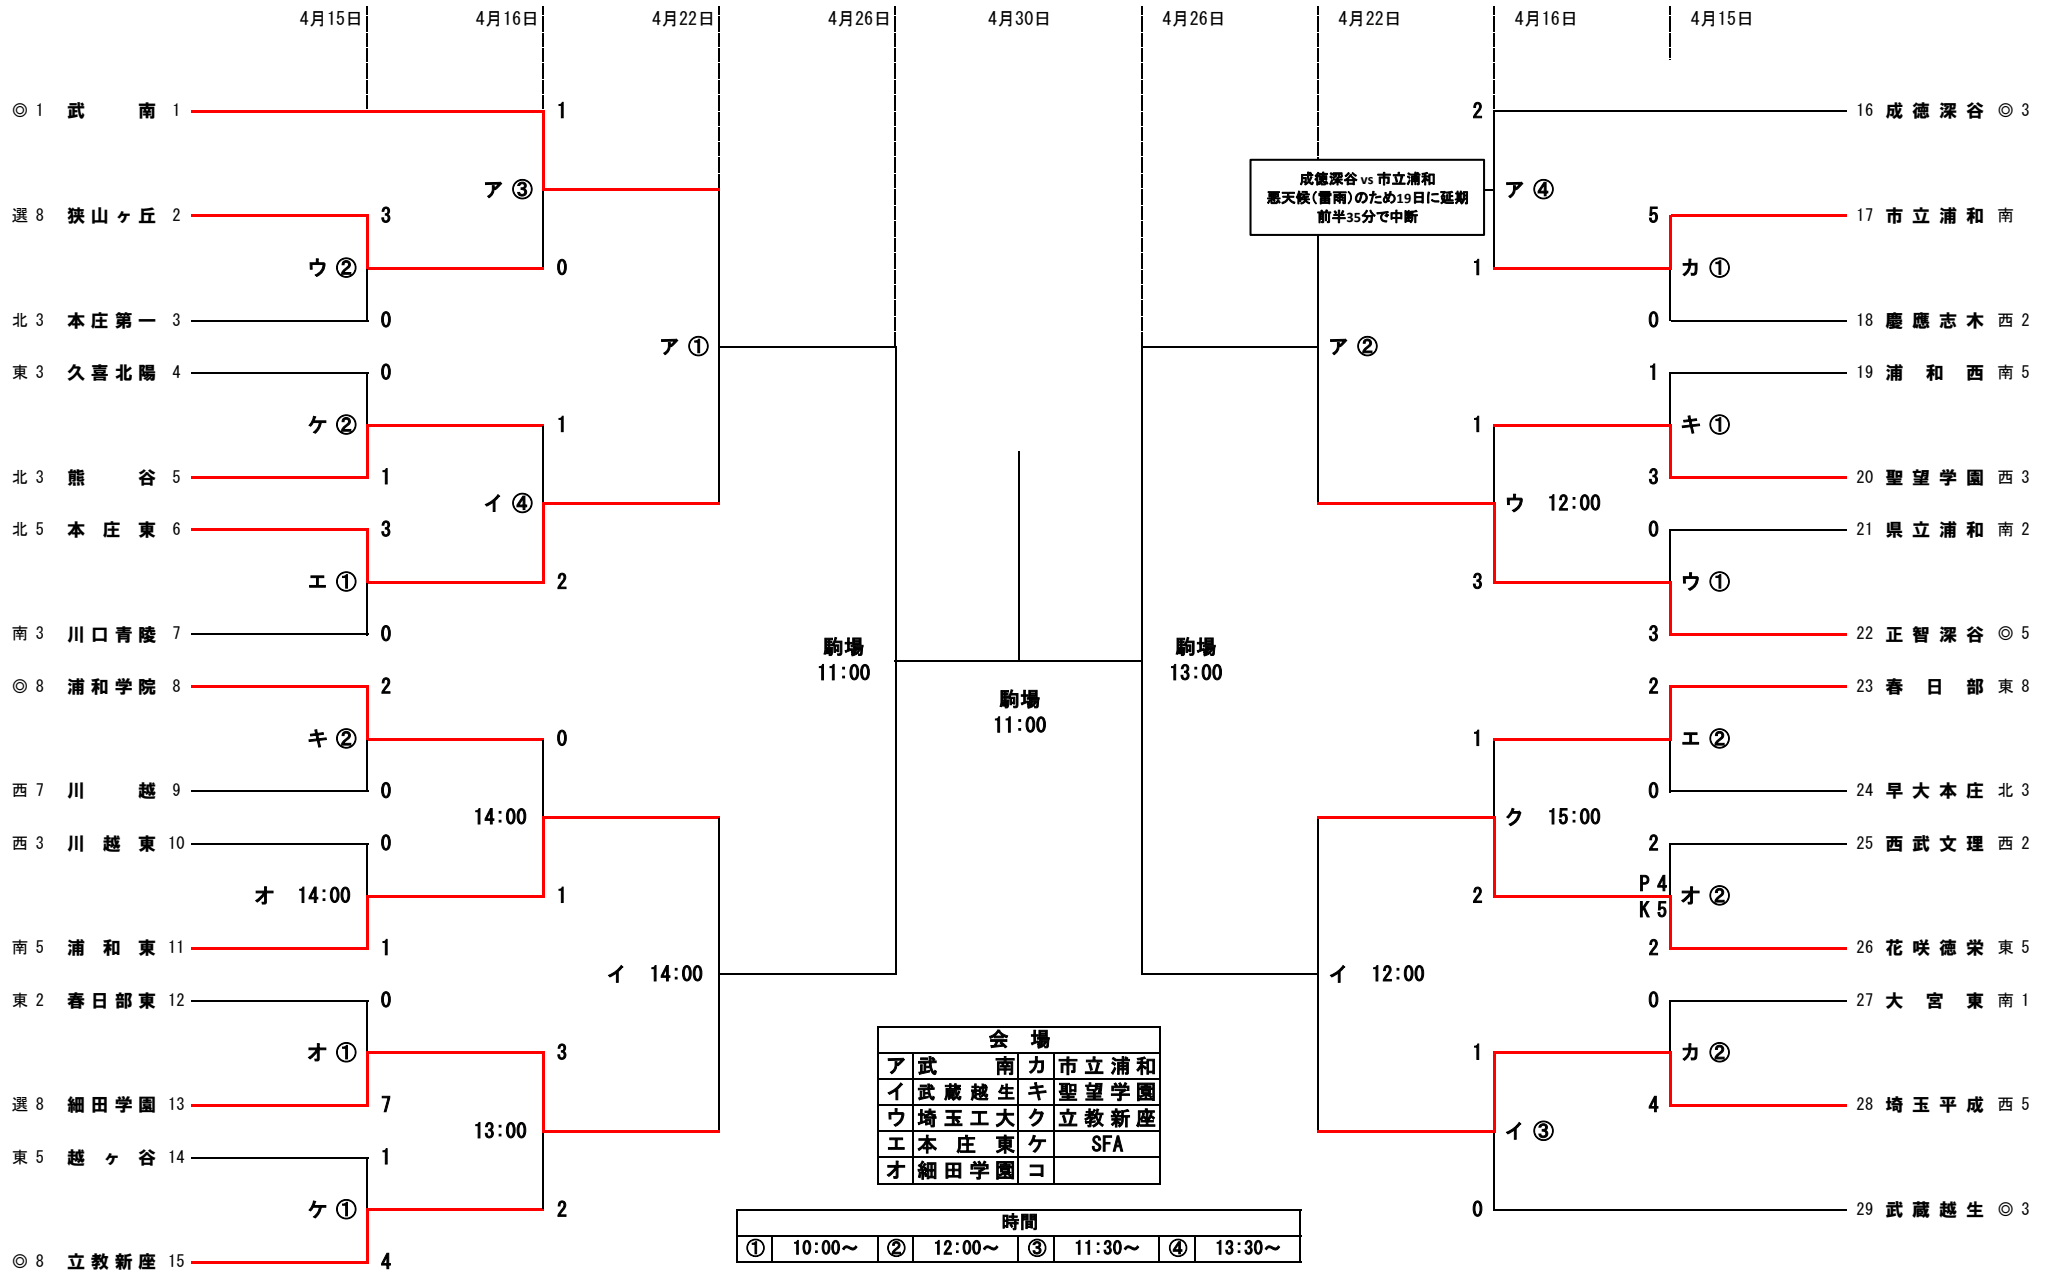 4月15日 4月16日 4月22日 4月26日 4月30日 4月26日 4月22日 4月16日 4月15日
◎ 1 武 南 1
1
2
16 成徳深谷 ◎ 3
ア ③
成徳深谷 vs 市立浦和
悪天候(雷雨)のため19日に延期
前半35分で中断
ア ④
選 8 狭山ヶ丘 2
3
5
17 市立浦和 南
ウ ②
0
1
カ ①
北 3 本庄第一 3
0
0
18 慶應志木 西 2
ア ①
ア ②
東 3 久喜北陽 4
0
1
19 浦和西 南 5
ケ ②
1
1
キ ①
北 3 熊 谷 5
1
3
20 聖望学園 西 3
イ ④
ウ 12:00
北 5 本庄東 6
3
0
21 県立浦和 南 2
エ ①
2
3
ウ ①
南 3 川口青陵 7
0
3
22 正智深谷 ◎ 5
駒場
11:00
駒場
13:00
駒場
11:00
◎ 8 浦和学院 8
2
2
23 春日部 東 8
キ ②
0
1
エ ②
西 7 川 越 9
0
0
24 早大本庄 北 3
14:00
ク 15:00
西 3 川越東 10
0
2
25 西武文理 西 2
オ 14:00
1
2
P 4
K 5
オ ②
南 5 浦和東 11
1
2
26 花咲徳栄 東 5
イ 14:00
イ 12:00
東 2 春日部東 12
0
0
27 大宮東 南 1
オ ①
3
1
カ ②
選 8 細田学園 13
7
4
28 埼玉平成 西 5
13:00
イ ③
東 5 越ヶ谷 14
1
ケ ①
2
0
29 武蔵越生 ◎ 3
◎ 8 立教新座 15
4
会 場
ア 武 南 カ 市立浦和
イ 武蔵越生 キ 聖望学園
ウ 埼玉工大 ク 立教新座
エ 本庄東 ケ SFA
オ 細田学園 コ
時間
① 10:00～ ② 12:00～ ③ 11:30～ ④ 13:30～